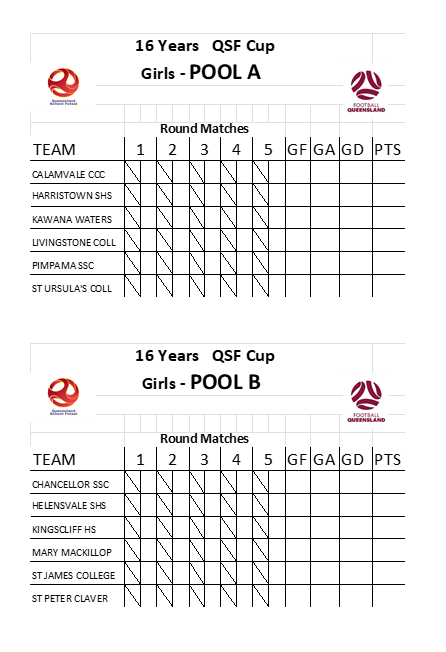 16 Years QSF Cup
Girls - POOL A
Queensland
School Futsal
FOOTBALL
QUEENSLAND
Round Matches
TEAM 1 2 3 4 5 GF GA GD PTS
CALAMVALE CCC
HARRISTOWN SHS
KAWANA WATERS
LIVINGSTONE COLL
PIMPAMA SSC
ST URSULA'S COLL
16 Years QSF Cup
Girls - POOL B
Queensland
School Futsal
FOOTBALL
QUEENSLAND
Round Matches
TEAM 1 2 3 4 5 GF GA GD PTS
CHANCELLOR SSC
HELENSVALE SHS
KINGSCLIFF HS
MARY MACKILLOP
ST JAMES COLLEGE
ST PETER CLAVER